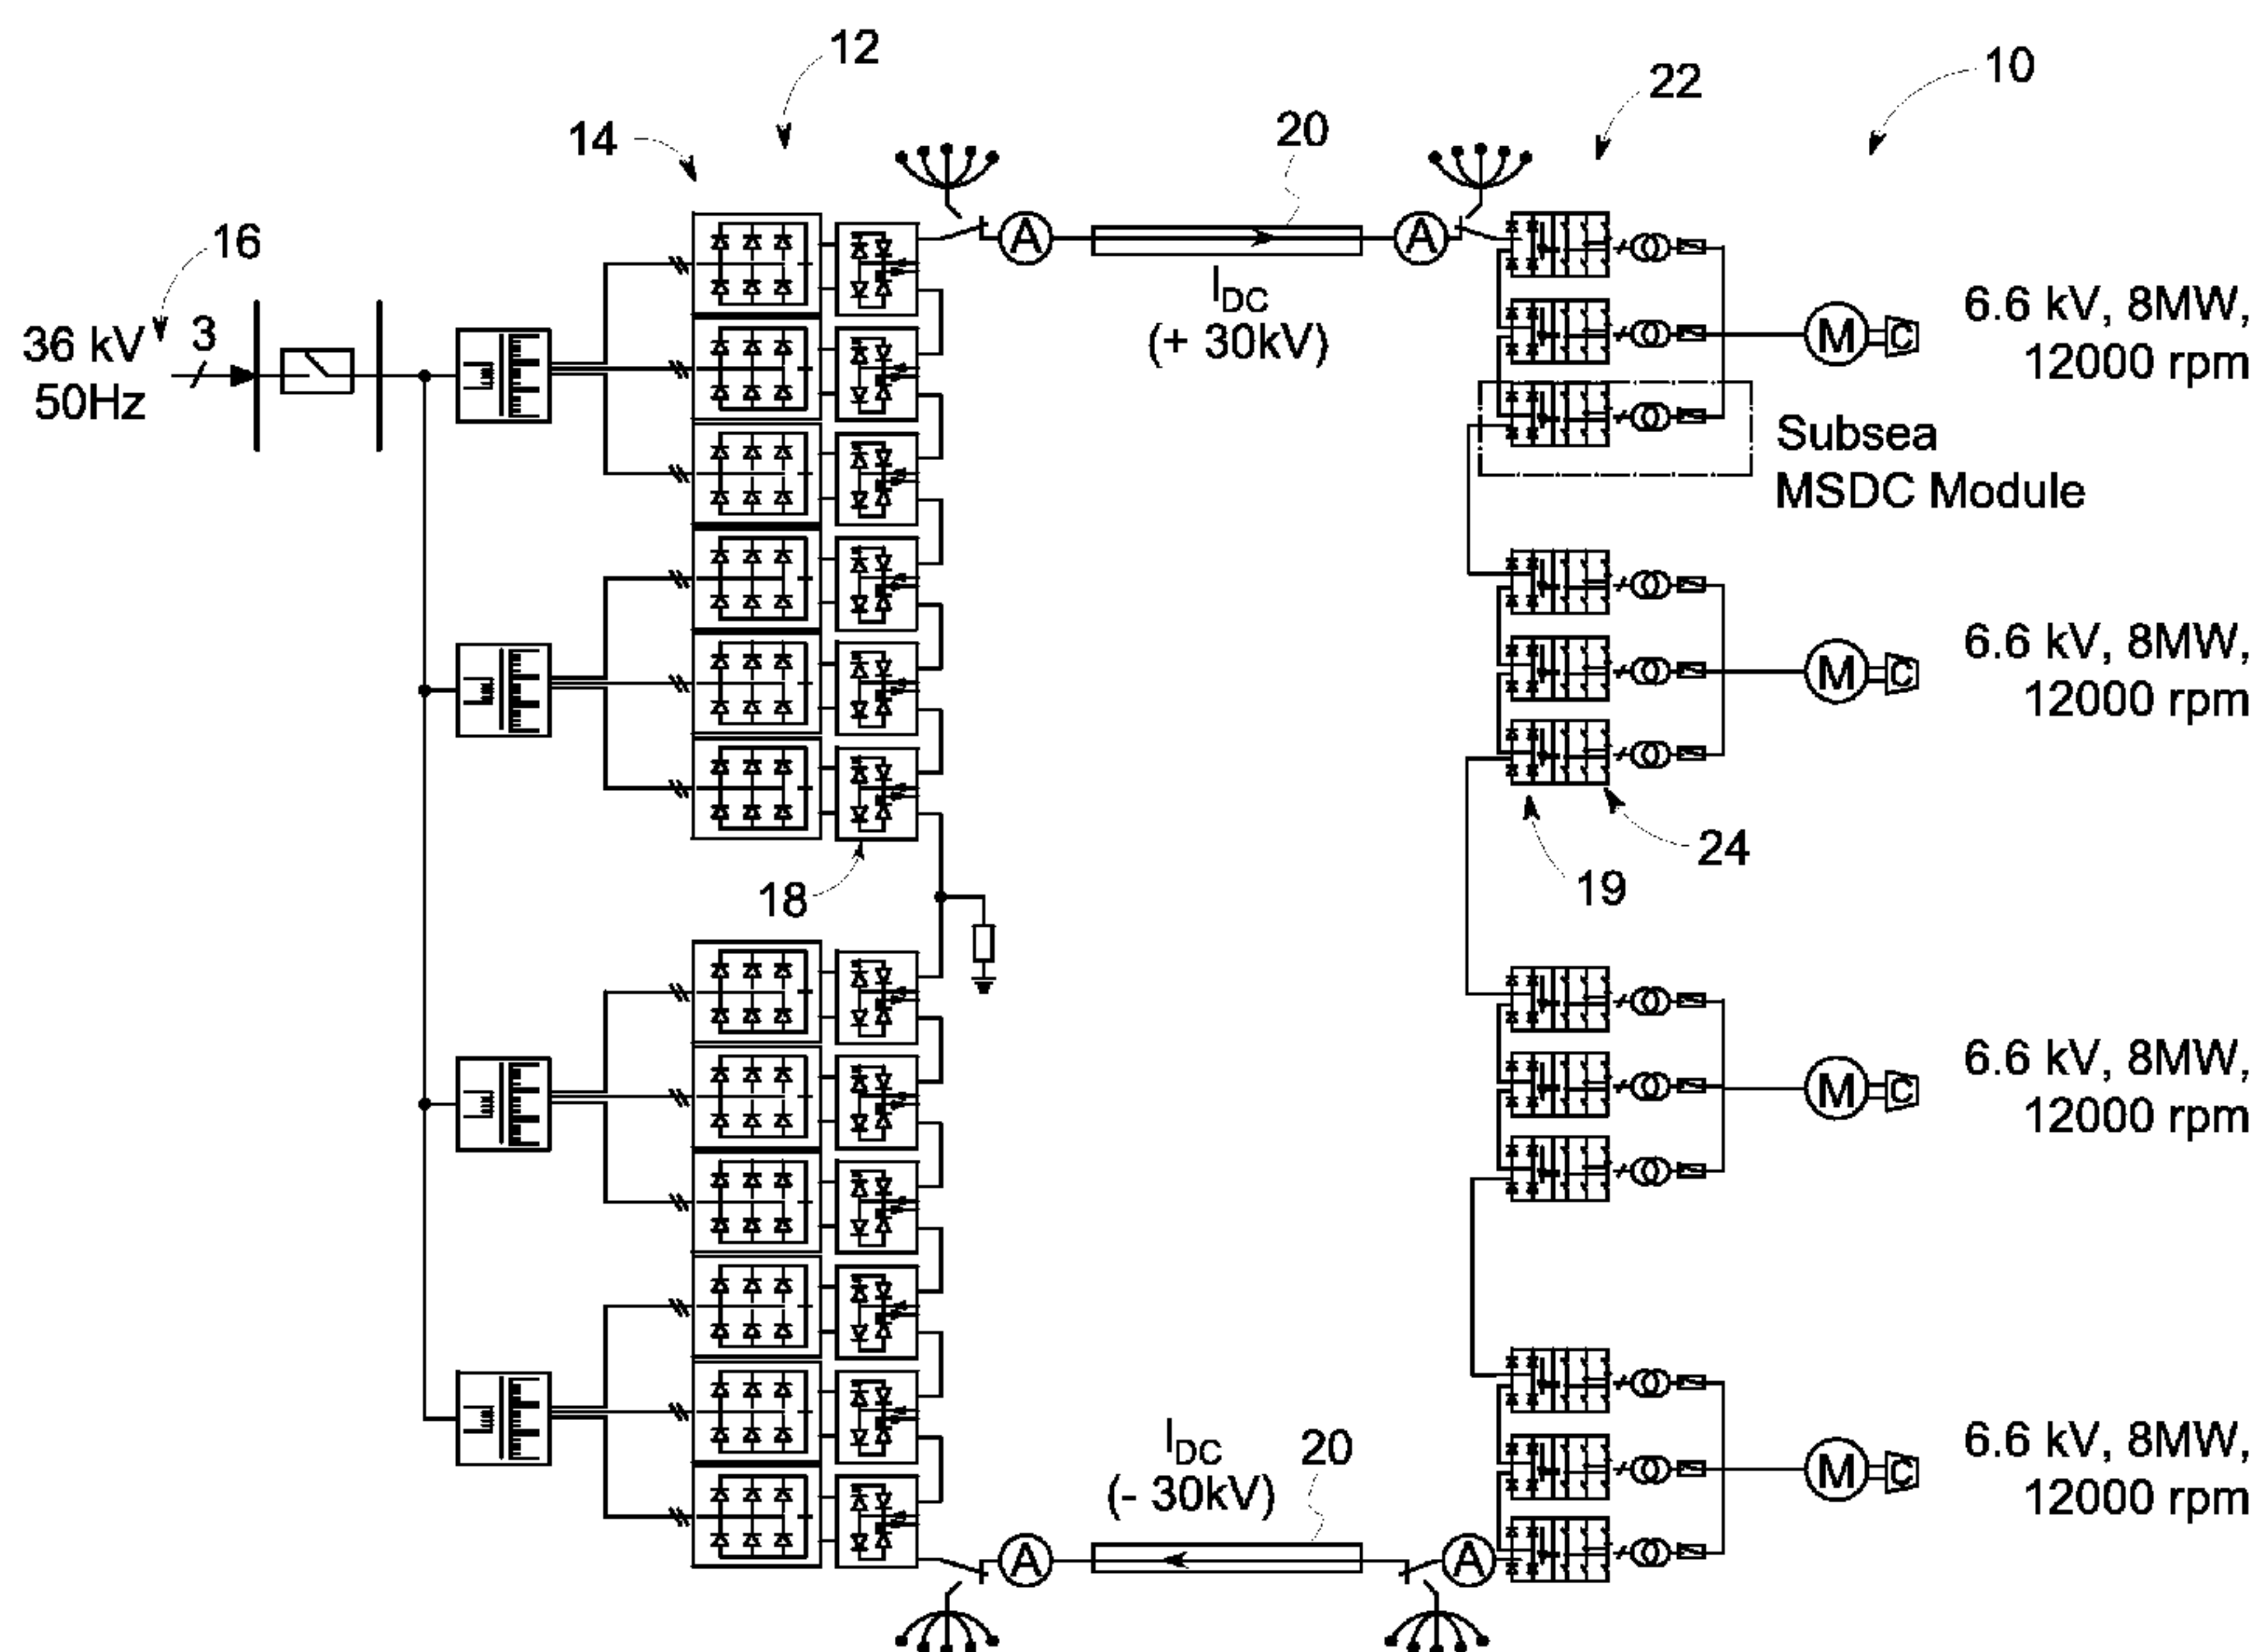 12
22
10
14
20
16
A
A
36 kV
3
50Hz
I_DC
(+ 30kV)
M
C
6.6 kV, 8MW,
12000 rpm
Subsea
MSDC Module
M
C
6.6 kV, 8MW,
12000 rpm
24
19
18
M
C
6.6 kV, 8MW,
12000 rpm
I_DC
(- 30kV)
20
M
C
6.6 kV, 8MW,
12000 rpm
A
A